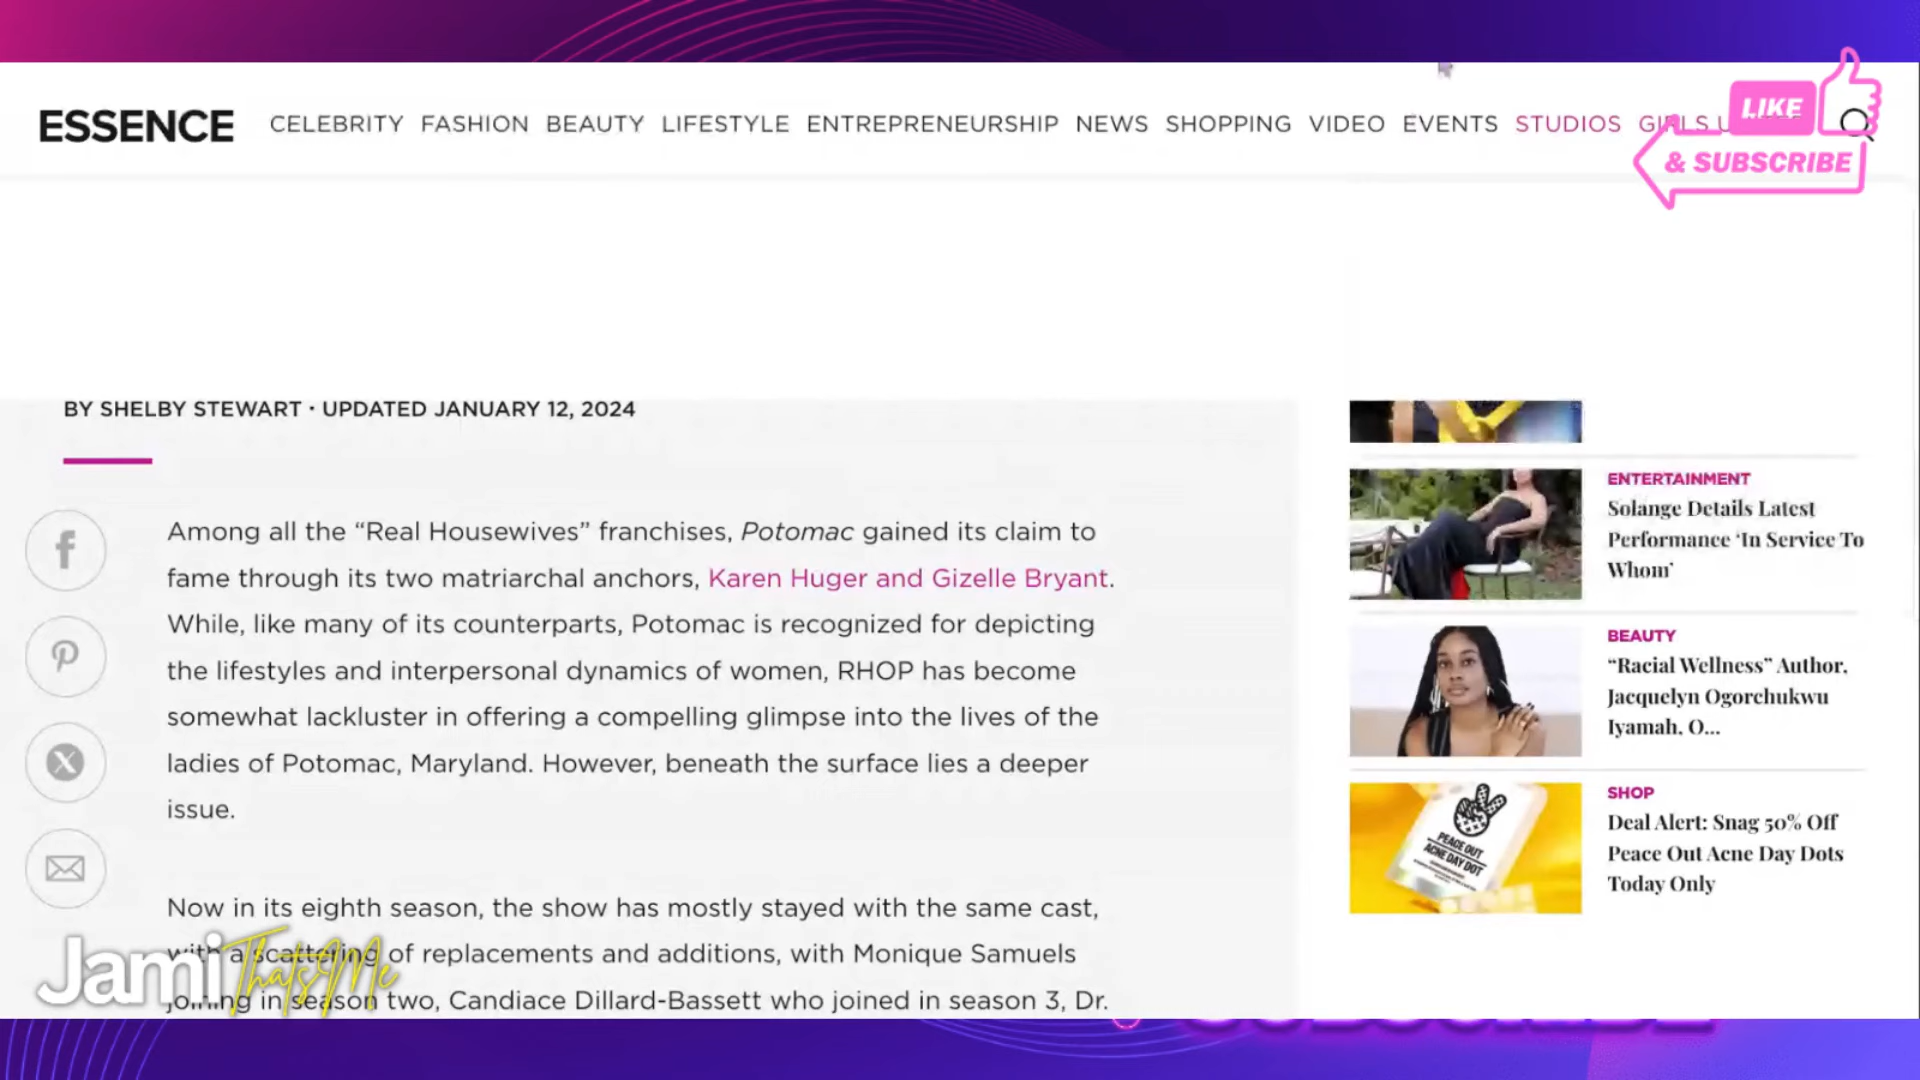 ESSENCE CELEBRITY FASHION BEAUTY LIFESTYLE ENTREPRENEURSHIP NEWS SHOPPING VIDEO EVENTS STUDIOS GIRLS
LIKE
& SUBSCRIBE
BY SHELBY STEWART · UPDATED JANUARY 12, 2024
Among all the “Real Housewives” franchises, Potomac gained its claim to
fame through its two matriarchal anchors, Karen Huger and Gizelle Bryant.
While, like many of its counterparts, Potomac is recognized for depicting
the lifestyles and interpersonal dynamics of women, RHOP has become
somewhat lackluster in offering a compelling glimpse into the lives of the
ladies of Potomac, Maryland. However, beneath the surface lies a deeper
issue.
Now in its eighth season, the show has mostly stayed with the same cast,
with a scattering of replacements and additions, with Monique Samuels
joining in season two, Candiace Dillard-Bassett who joined in season 3, Dr.
ENTERTAINMENT
Solange Details Latest
Performance ‘In Service To
Whom’
BEAUTY
“Racial Wellness” Author,
Jacquelyn Ogorchukwu
Iyamah, O...
PEACE OUT
ACNE DAY DOT
SHOP
Deal Alert: Snag 50% Off
Peace Out Acne Day Dots
Today Only
Jami ThatsMe
SUBSCRIBE